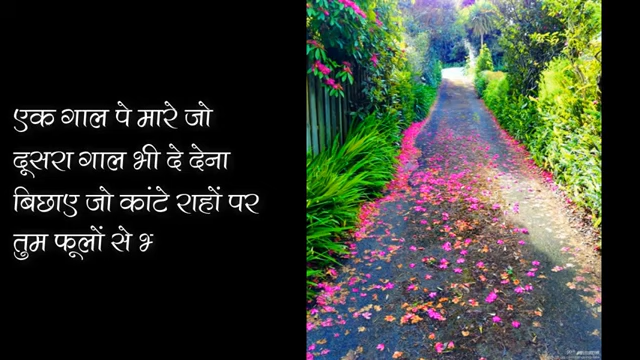 एक गाल पे मारे जो
दूसरा गाल भी दे देना
बिछाए जो कांटे राहों पर
तुम फूलों से